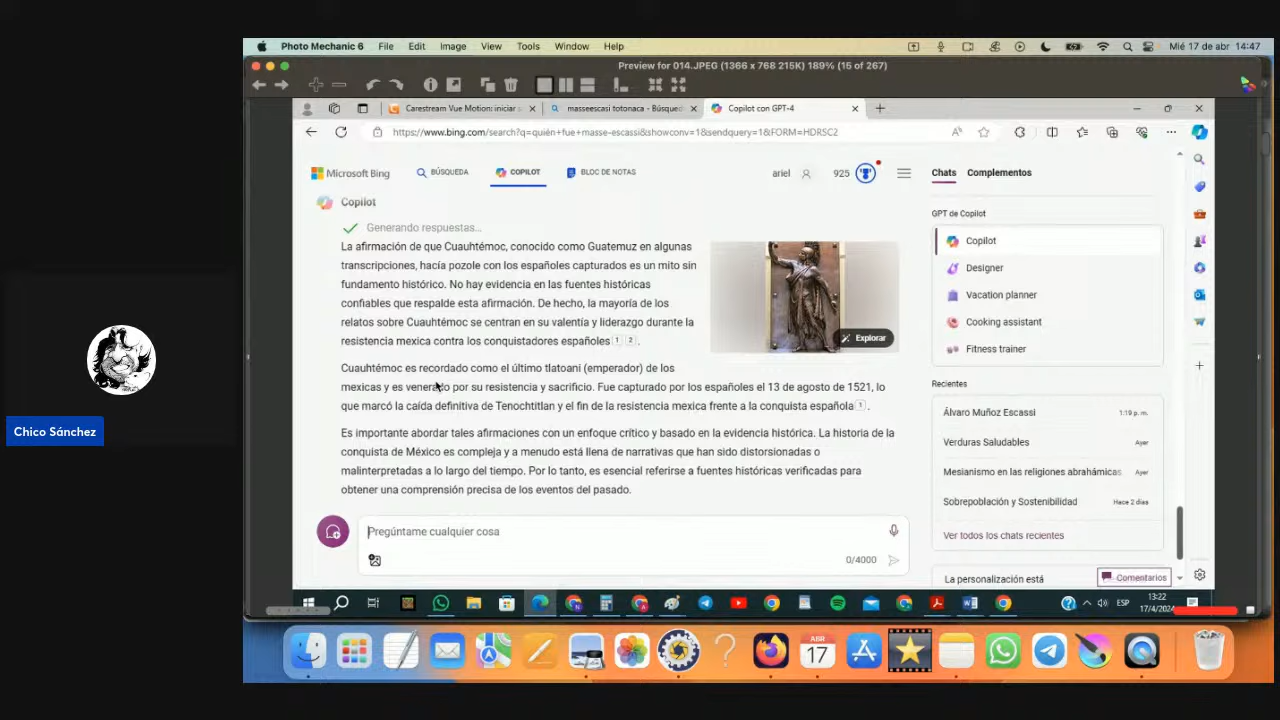 Photo Mechanic 6 File Edit Image View Tools Window Help Mié 17 de abr 14:47
Preview for 014.JPEG (1366 x 768 215K) 189% (15 of 267)
Carestream Vue Motion: iniciar s
masseescasi totonaca - Búsqued
Copilot con GPT-4
https://www.bing.com/search?q=quién+fue+masse-escassi&showconv=1&sendquery=1&FORM=HDRSC2
Microsoft Bing BÚSQUEDA COPILOT BLOC DE NOTAS ariel 925
Copilot
Generando respuestas...
La afirmación de que Cuauhtémoc, conocido como Guatemuz en algunas
transcripciones, hacía pozole con los españoles capturados es un mito sin
fundamento histórico. No hay evidencia en las fuentes históricas
confiables que respalde esta afirmación. De hecho, la mayoría de los
relatos sobre Cuauhtémoc se centran en su valentía y liderazgo durante la
resistencia mexica contra los conquistadores españoles 1 2 .
Explorar
Cuauhtémoc es recordado como el último tlatoani (emperador) de los
mexicas y es venerado por su resistencia y sacrificio. Fue capturado por los españoles el 13 de agosto de 1521, lo
que marcó la caída definitiva de Tenochtitlan y el fin de la resistencia mexica frente a la conquista española 1 .
Es importante abordar tales afirmaciones con un enfoque crítico y basado en la evidencia histórica. La historia de la
conquista de México es compleja y a menudo está llena de narrativas que han sido distorsionadas o
malinterpretadas a lo largo del tiempo. Por lo tanto, es esencial referirse a fuentes históricas verificadas para
obtener una comprensión precisa de los eventos del pasado.
Pregúntame cualquier cosa
0/4000
Chats Complementos
GPT de Copilot
Copilot
Designer
Vacation planner
Cooking assistant
Fitness trainer
Recientes
Álvaro Muñoz Escassi 1:19 p. m.
Verduras Saludables Ayer
Mesianismo en las religiones abrahámicas Ayer
Sobrepoblación y Sostenibilidad Hace 2 días
Ver todos los chats recientes
La personalización está
Comentarios
ESP
13:22
17/4/2024
ABR
17
Chico Sánchez